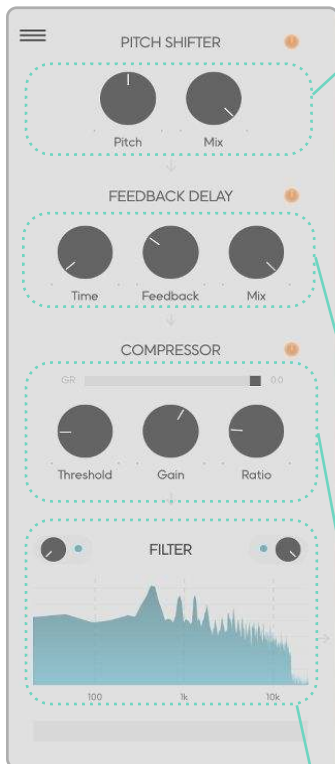 PITCH SHIFTER
Pitch Mix
FEEDBACK DELAY
Time Feedback Mix
COMPRESSOR
GR 0.0
Threshold Gain Ratio
FILTER
100 1k 10k